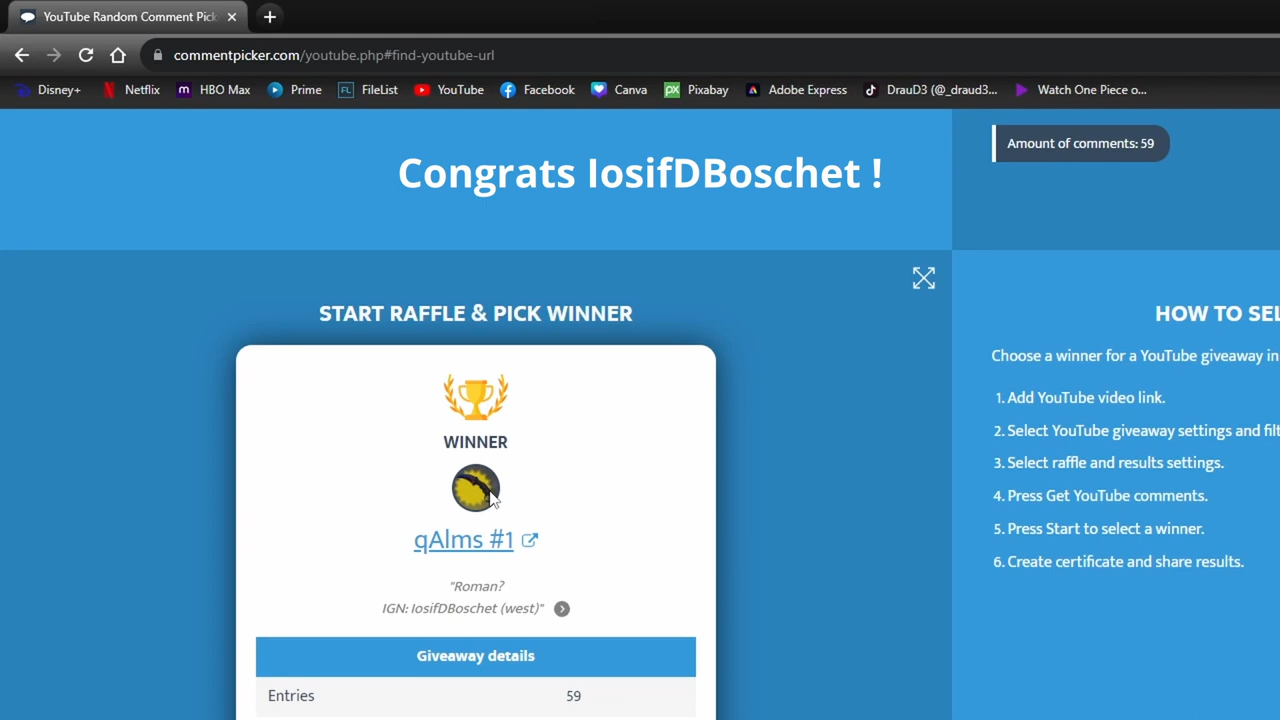 YouTube Random Comment Pick
commentpicker.com/youtube.php#find-youtube-url
Disney+ Netflix HBO Max Prime FileList YouTube Facebook Canva Pixabay Adobe Express DrauD3 (@_draud3... Watch One Piece o...
Congrats IosifDBoschet !
Amount of comments: 59
START RAFFLE & PICK WINNER
WINNER
qAlms #1
"Roman?
IGN: IosifDBoschet (west)"
Giveaway details
Entries 59
HOW TO SEL
Choose a winner for a YouTube giveaway in
1. Add YouTube video link.
2. Select YouTube giveaway settings and filt
3. Select raffle and results settings.
4. Press Get YouTube comments.
5. Press Start to select a winner.
6. Create certificate and share results.